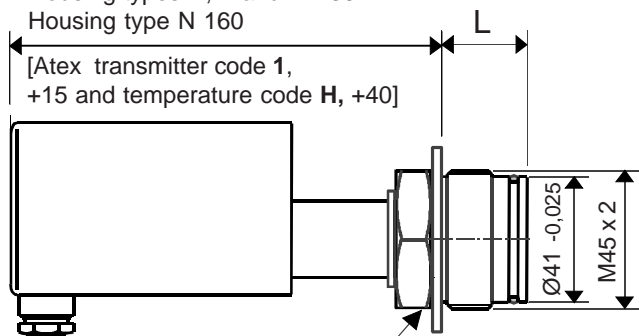 Housing type N 160
L
[Atex transmitter code 1,
+15 and temperature code H, +40]
Ø41 -0,025
M45 x 2